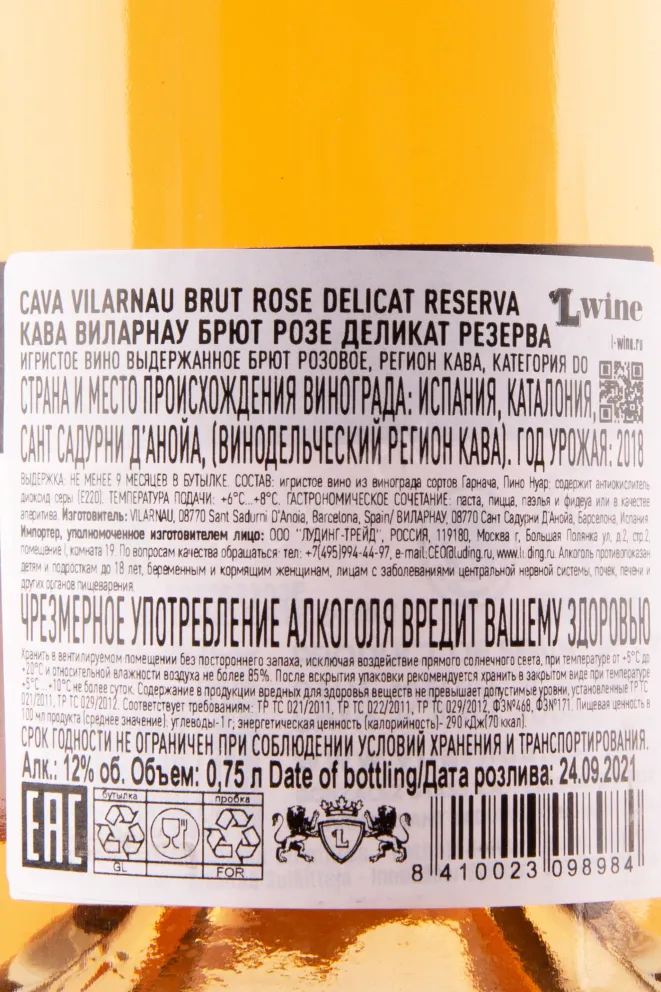 CAVA VILARNAU BRUT ROSE DELICAT RESERVA
Lwine
КАВА ВИЛАРНАУ БРЮТ РОЗЕ ДЕЛИКАТ РЕЗЕРВА
l-wine.ru
ИГРИСТОЕ ВИНО ВЫДЕРЖАННОЕ БРЮТ РОЗОВОЕ, РЕГИОН КАВА, КАТЕГОРИЯ DO
СТРАНА И МЕСТО ПРОИСХОЖДЕНИЯ ВИНОГРАДА: ИСПАНИЯ, КАТАЛОНИЯ,
САНТ САДУРНИ Д'АНОЙА, (ВИНОДЕЛЬЧЕСКИЙ РЕГИОН КАВА). ГОД УРОЖАЯ: 2018
ВЫДЕРЖКА: НЕ МЕНЕЕ 9 МЕСЯЦЕВ В БУТЫЛКЕ. СОСТАВ: игристое вино из винограда сортов Гарнача, Пино Нуар; содержит антиокислитель
диоксид серы (E220). ТЕМПЕРАТУРА ПОДАЧИ: +6°C...+8°C. ГАСТРОНОМИЧЕСКОЕ СОЧЕТАНИЕ: паста, пицца, паэлья и фидеуа или в качестве
аперитива. Изготовитель: VILARNAU, 08770 Sant Sadurni D'Anoia, Barcelona, Spain/ ВИЛАРНАУ, 08770 Сант Садурни Д'Анойа, Барселона, Испания.
Импортер, уполномоченное изготовителем лицо: ООО "ЛУДИНГ-ТРЕЙД", РОССИЯ, 119180, Москва г, Большая Полянка ул, д.2, стр.2,
помещение I, комната 19. По вопросам качества обращаться: тел: +7(495)994-44-97, e-mail:CEO@luding.ru, www.luding.ru. Алкоголь противопоказан
детям и подросткам до 18 лет, беременным и кормящим женщинам, лицам с заболеваниями центральной нервной системы, почек, печени и
других органов пищеварения.
ЧРЕЗМЕРНОЕ УПОТРЕБЛЕНИЕ АЛКОГОЛЯ ВРЕДИТ ВАШЕМУ ЗДОРОВЬЮ
Хранить в вентилируемом помещении без постороннего запаха, исключая воздействие прямого солнечного света, при температуре от +5°C до
+20°C и относительной влажности воздуха не более 85%. После вскрытия упаковки рекомендуется хранить в закрытом виде при температуре
+5°C...+10°C не более суток. Содержание в продукции вредных для здоровья веществ не превышает допустимые уровни, установленные ТР ТС
021/2011, ТР ТС 029/2012. Соответствует требованиям: ТР ТС 021/2011, ТР ТС 022/2011, ТР ТС 029/2012, ФЗ№468, ФЗ№171. Пищевая ценность в
100 мл продукта (среднее значение): углеводы-1 г; энергетическая ценность (калорийность)- 290 кДж(70 ккал).
СРОК ГОДНОСТИ НЕ ОГРАНИЧЕН ПРИ СОБЛЮДЕНИИ УСЛОВИЙ ХРАНЕНИЯ И ТРАНСПОРТИРОВАНИЯ.
Алк.: 12% об. Объем: 0,75 л Date of bottling/Дата розлива: 24.09.2021
EAC
бутылка
пробка
GL
FOR
L
8 410023 098984